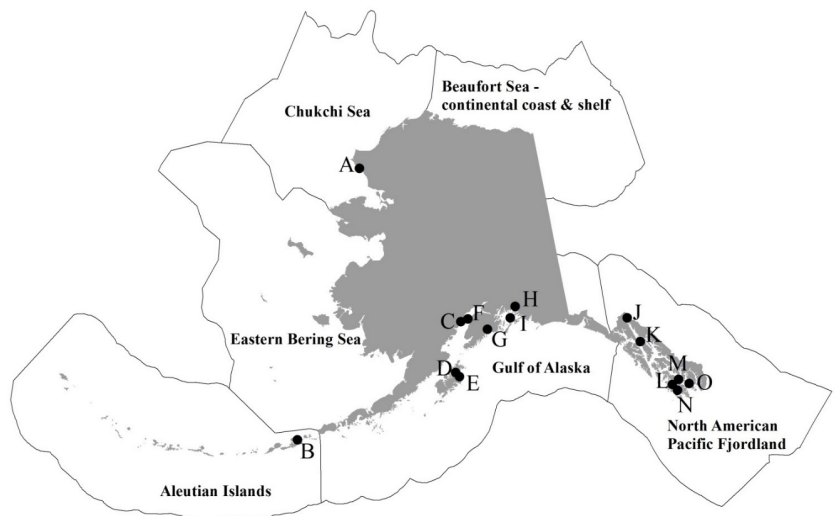 Beaufort Sea -
continental coast & shelf
Chukchi Sea
A
H
C F
I
J
G
K
Eastern Bering Sea
D
E
Gulf of Alaska
M
L
O
N
North American
Pacific Fjordland
B
Aleutian Islands